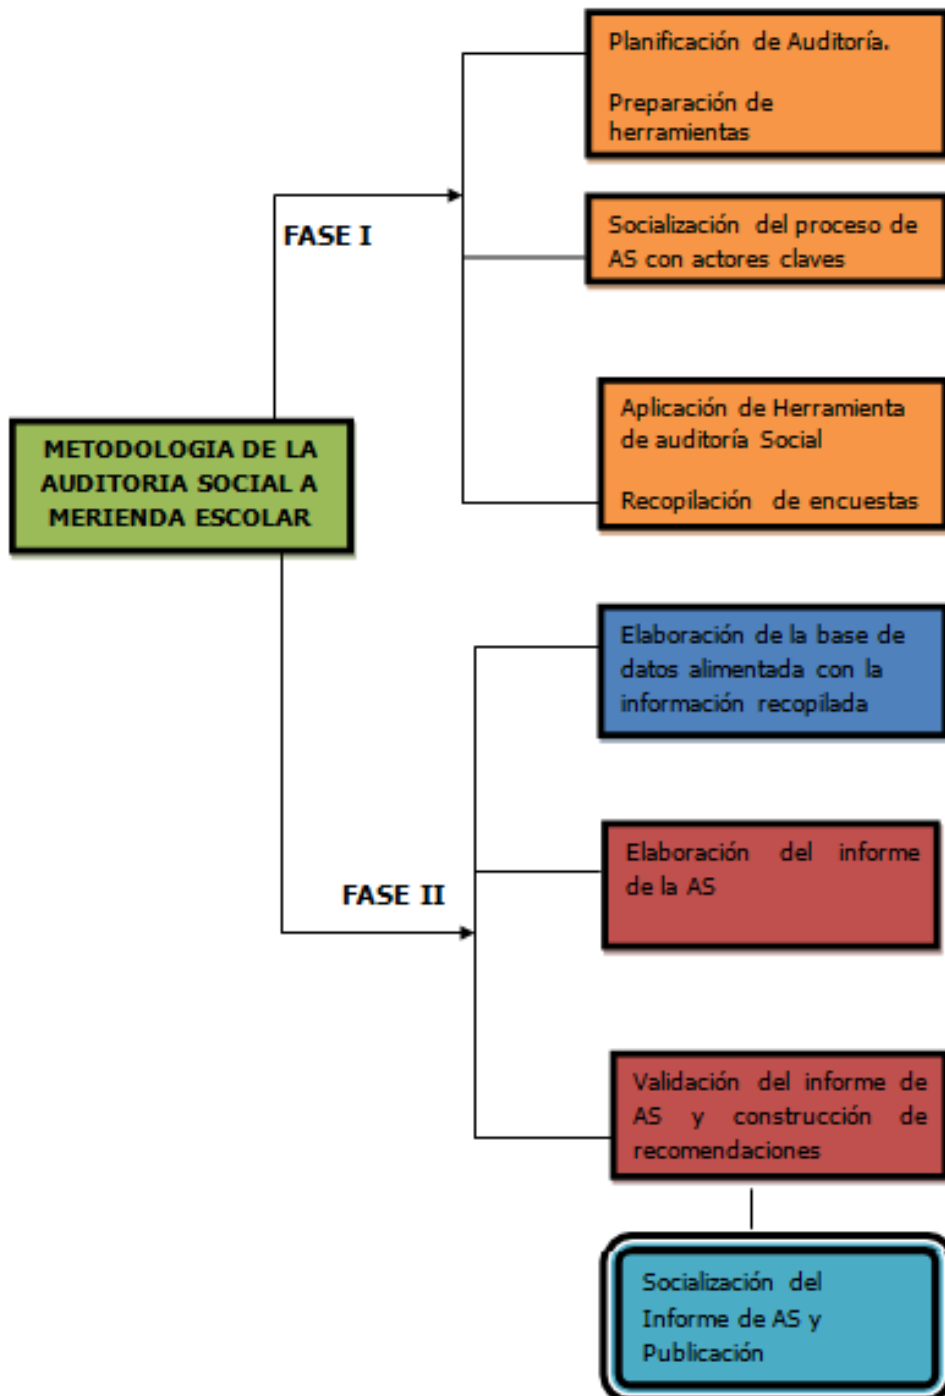 Planificación de Auditoría.
Preparación de
herramientas
FASE I
Socialización del proceso de
AS con actores claves
Aplicación de Herramienta
de auditoría Social
Recopilación de encuestas
METODOLOGIA DE LA
AUDITORIA SOCIAL A
MERIENDA ESCOLAR
Elaboración de la base de
datos alimentada con la
información recopilada
FASE II
Elaboración del informe
de la AS
Validación del informe de
AS y construcción de
recomendaciones
Socialización del
Informe de AS y
Publicación